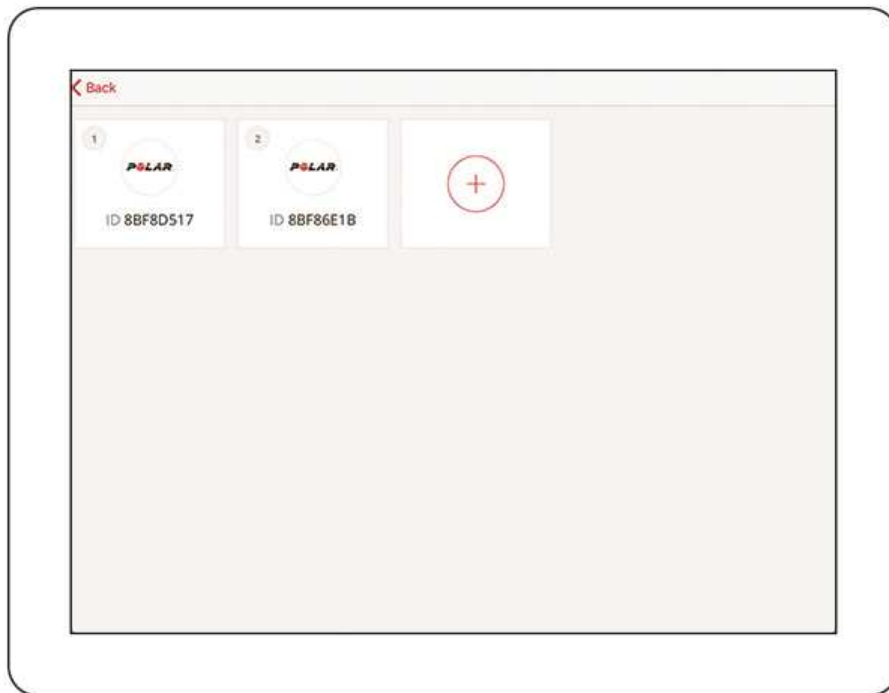 Back
1
POLAR
ID 8BF8D517
2
POLAR
ID 8BF86E1B